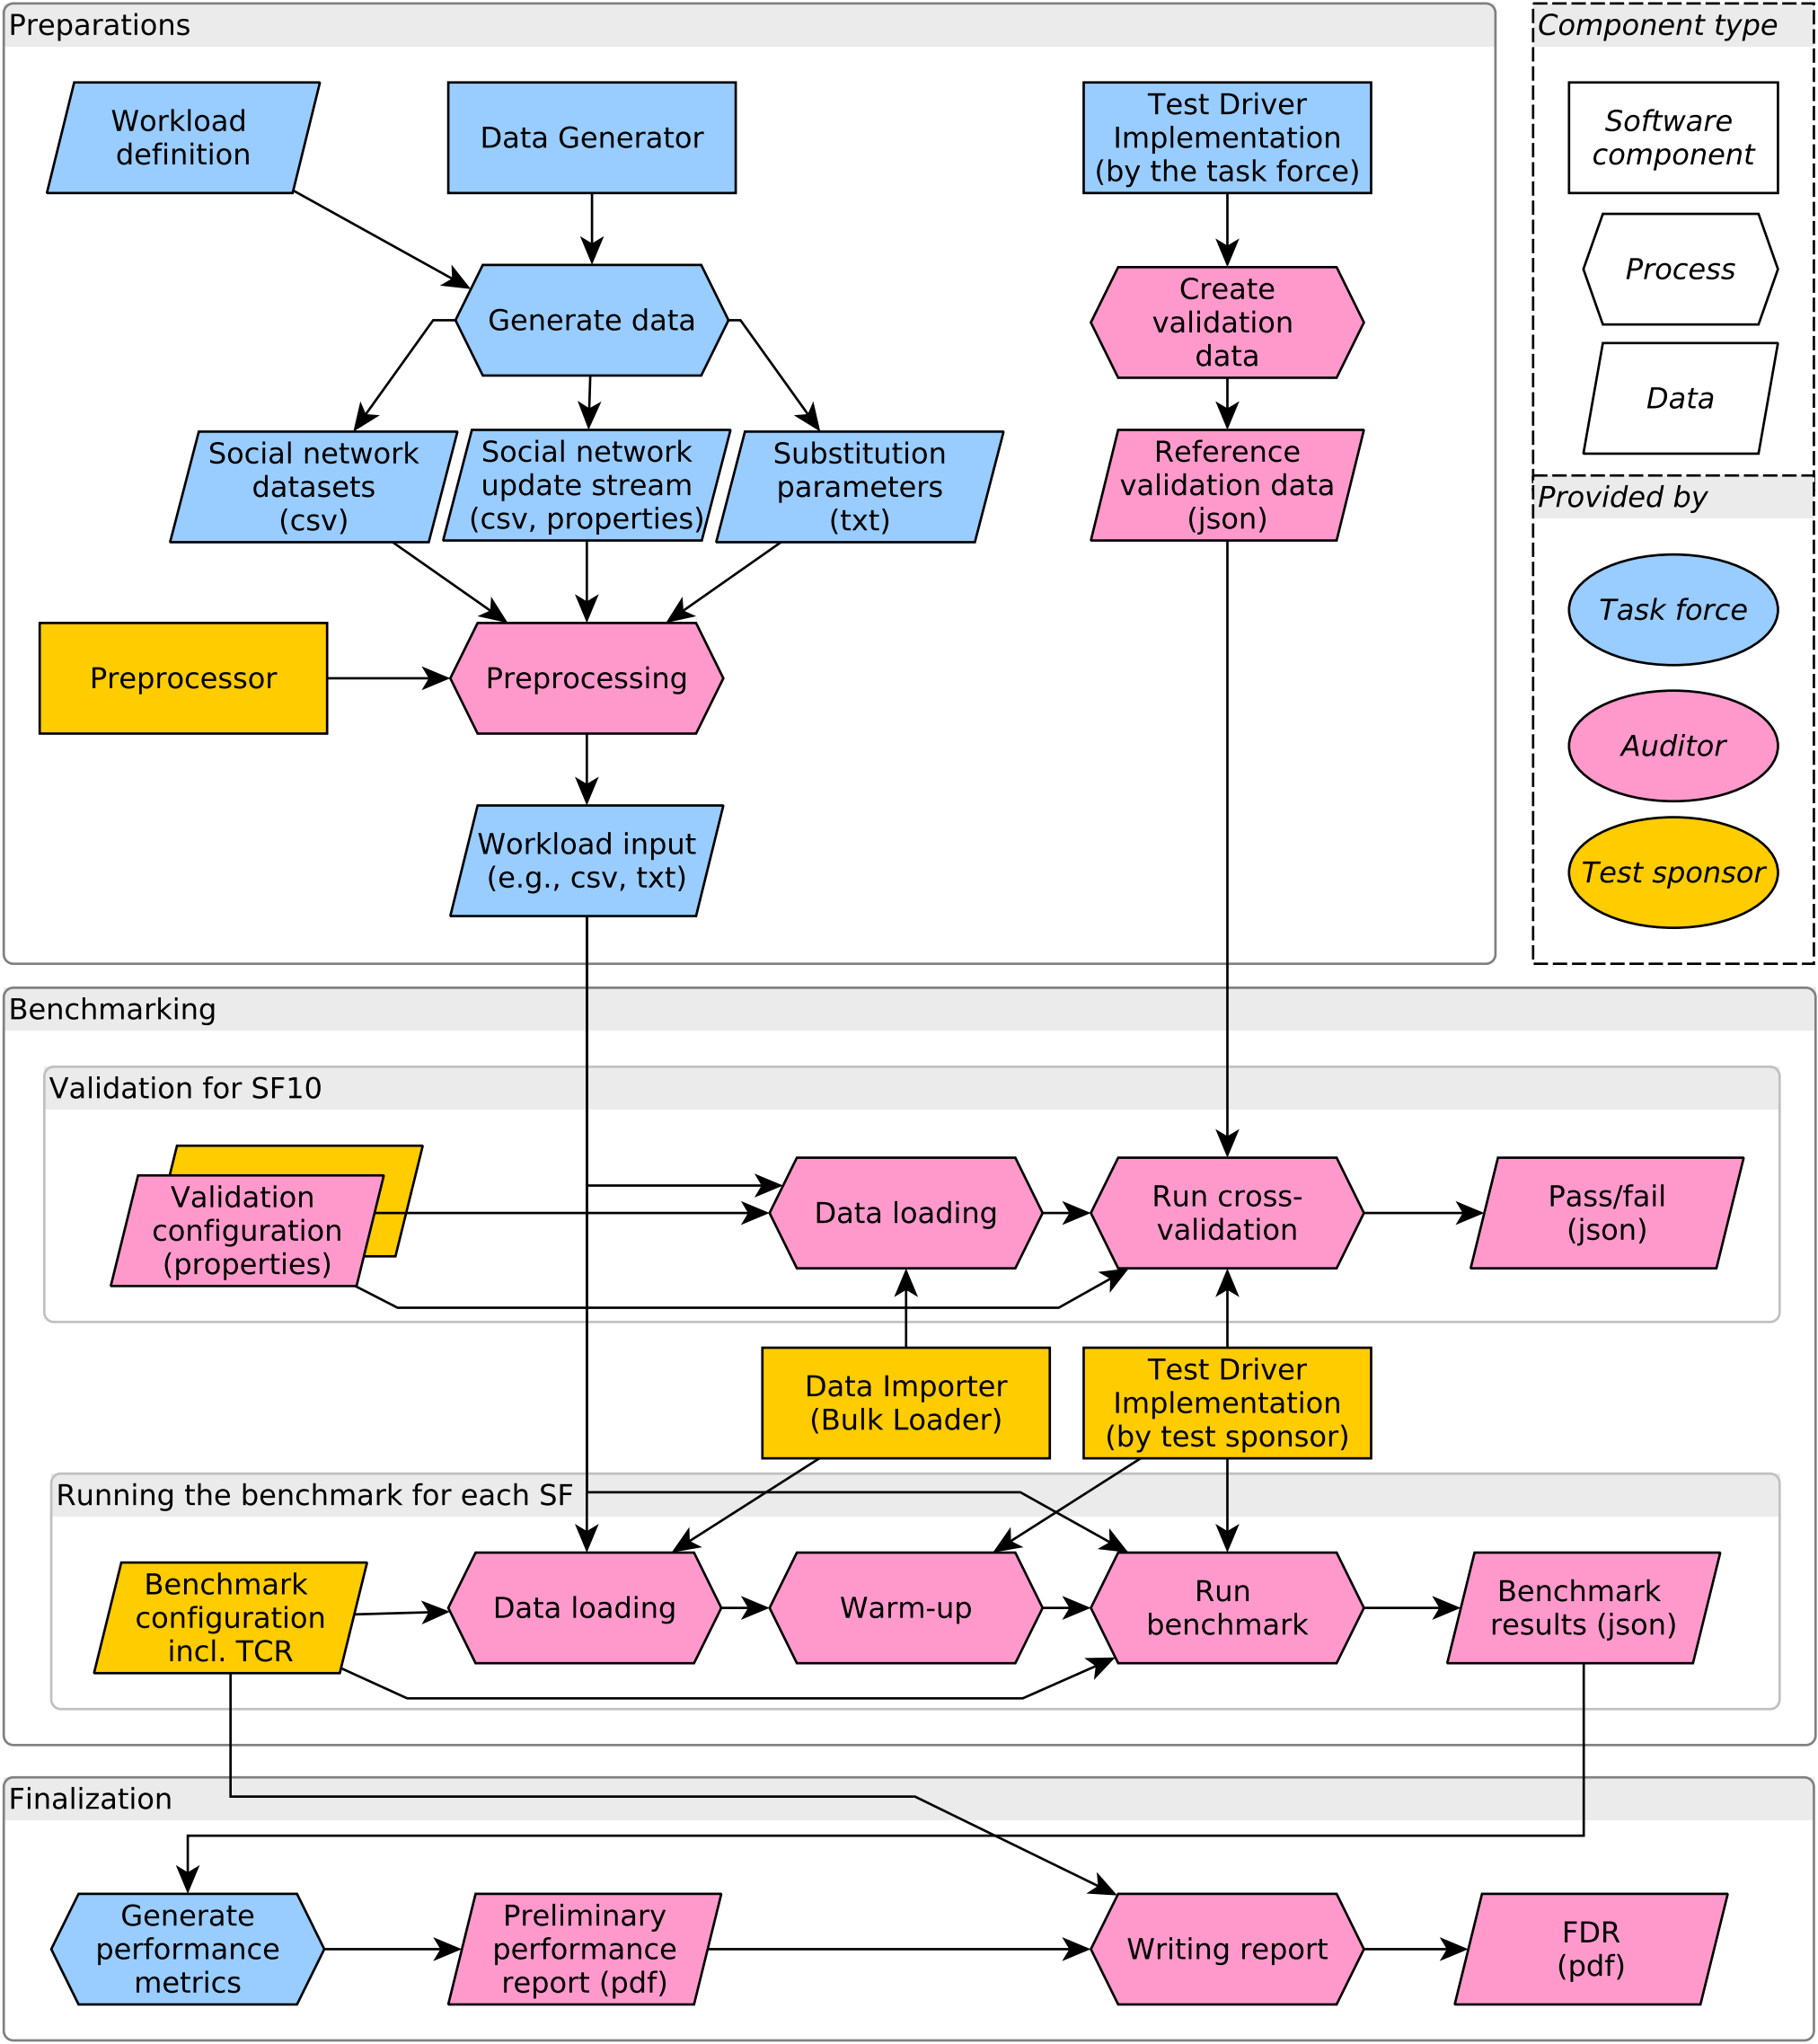 Preparations
Workload
definition
Data Generator
Test Driver
Implementation
(by the task force)
Generate data
Create
validation
data
Social network
datasets
(csv)
Social network
update stream
(csv, properties)
Substitution
parameters
(txt)
Reference
validation data
(json)
Preprocessor
Preprocessing
Workload input
(e.g., csv, txt)
Component type
Software
component
Process
Data
Provided by
Task force
Auditor
Test sponsor
Benchmarking
Validation for SF10
Validation
configuration
(properties)
Data loading
Run cross-
validation
Pass/fail
(json)
Data Importer
(Bulk Loader)
Test Driver
Implementation
(by test sponsor)
Running the benchmark for each SF
Benchmark
configuration
incl. TCR
Data loading
Warm-up
Run
benchmark
Benchmark
results (json)
Finalization
Generate
performance
metrics
Preliminary
performance
report (pdf)
Writing report
FDR
(pdf)